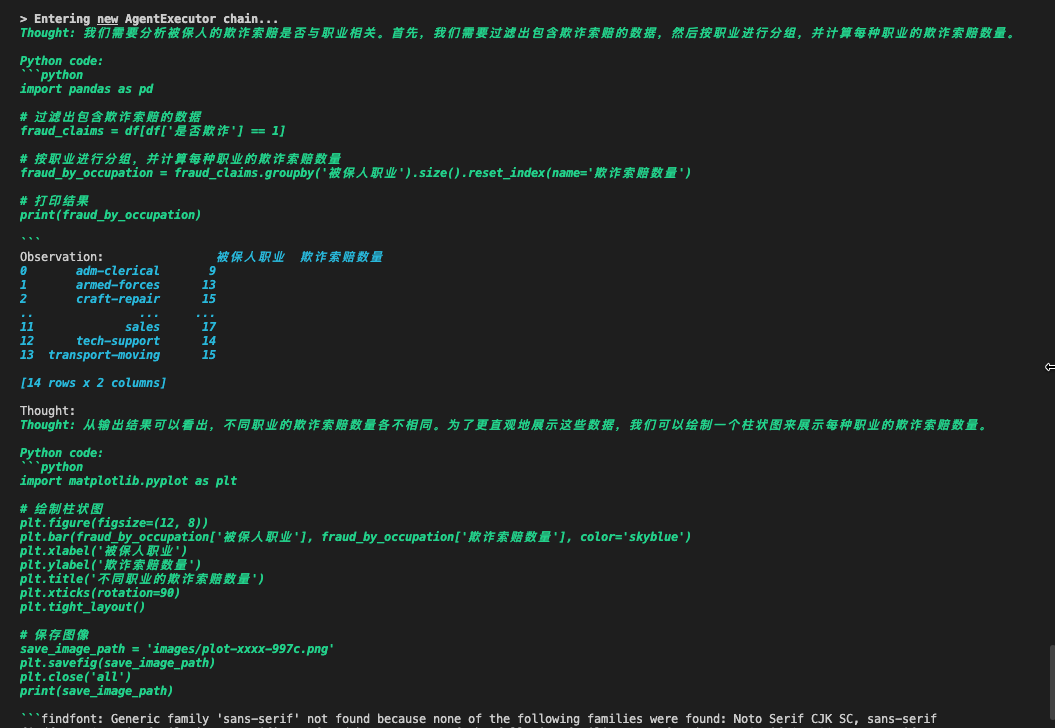 > Entering new AgentExecutor chain...
Thought: 我们需要分析被保人的欺诈索赔是否与职业相关。首先，我们需要过滤出包含欺诈索赔的数据，然后按职业进行分组，并计算每种职业的欺诈索赔数量。
Python code:
```python
import pandas as pd
# 过滤出包含欺诈索赔的数据
fraud_claims = df[df['是否欺诈'] == 1]
# 按职业进行分组，并计算每种职业的欺诈索赔数量
fraud_by_occupation = fraud_claims.groupby('被保人职业').size().reset_index(name='欺诈索赔数量')
# 打印结果
print(fraud_by_occupation)
```
Observation: 被保人职业 欺诈索赔数量
0 adm-clerical 9
1 armed-forces 13
2 craft-repair 15
.. ... ...
11 sales 17
12 tech-support 14
13 transport-moving 15
[14 rows x 2 columns]
Thought:
Thought: 从输出结果可以看出，不同职业的欺诈索赔数量各不相同。为了更直观地展示这些数据，我们可以绘制一个柱状图来展示每种职业的欺诈索赔数量。
Python code:
```python
import matplotlib.pyplot as plt
# 绘制柱状图
plt.figure(figsize=(12, 8))
plt.bar(fraud_by_occupation['被保人职业'], fraud_by_occupation['欺诈索赔数量'], color='skyblue')
plt.xlabel('被保人职业')
plt.ylabel('欺诈索赔数量')
plt.title('不同职业的欺诈索赔数量')
plt.xticks(rotation=90)
plt.tight_layout()
# 保存图像
save_image_path = 'images/plot-xxxx-997c.png'
plt.savefig(save_image_path)
plt.close('all')
print(save_image_path)
```findfont: Generic family 'sans-serif' not found because none of the following families were found: Noto Serif CJK SC, sans-serif